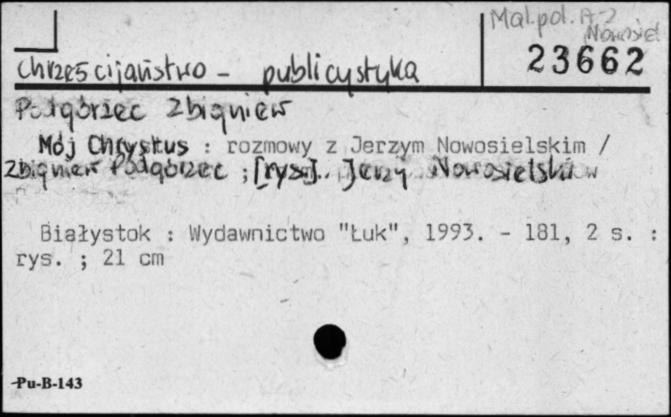 Mal.pol. A-2
Nowosiel
23662
chrześcijaństwo - publicystyka
Podgórzec Zbigniew
Mój Chrystus : rozmowy z Jerzym Nowosielskim /
Zbigniew Podgórzec ; [rys.]. Jerzy Nowosielski
Białystok : Wydawnictwo "Łuk", 1993. - 181, 2 s. :
rys. ; 21 cm
Pu-B-143